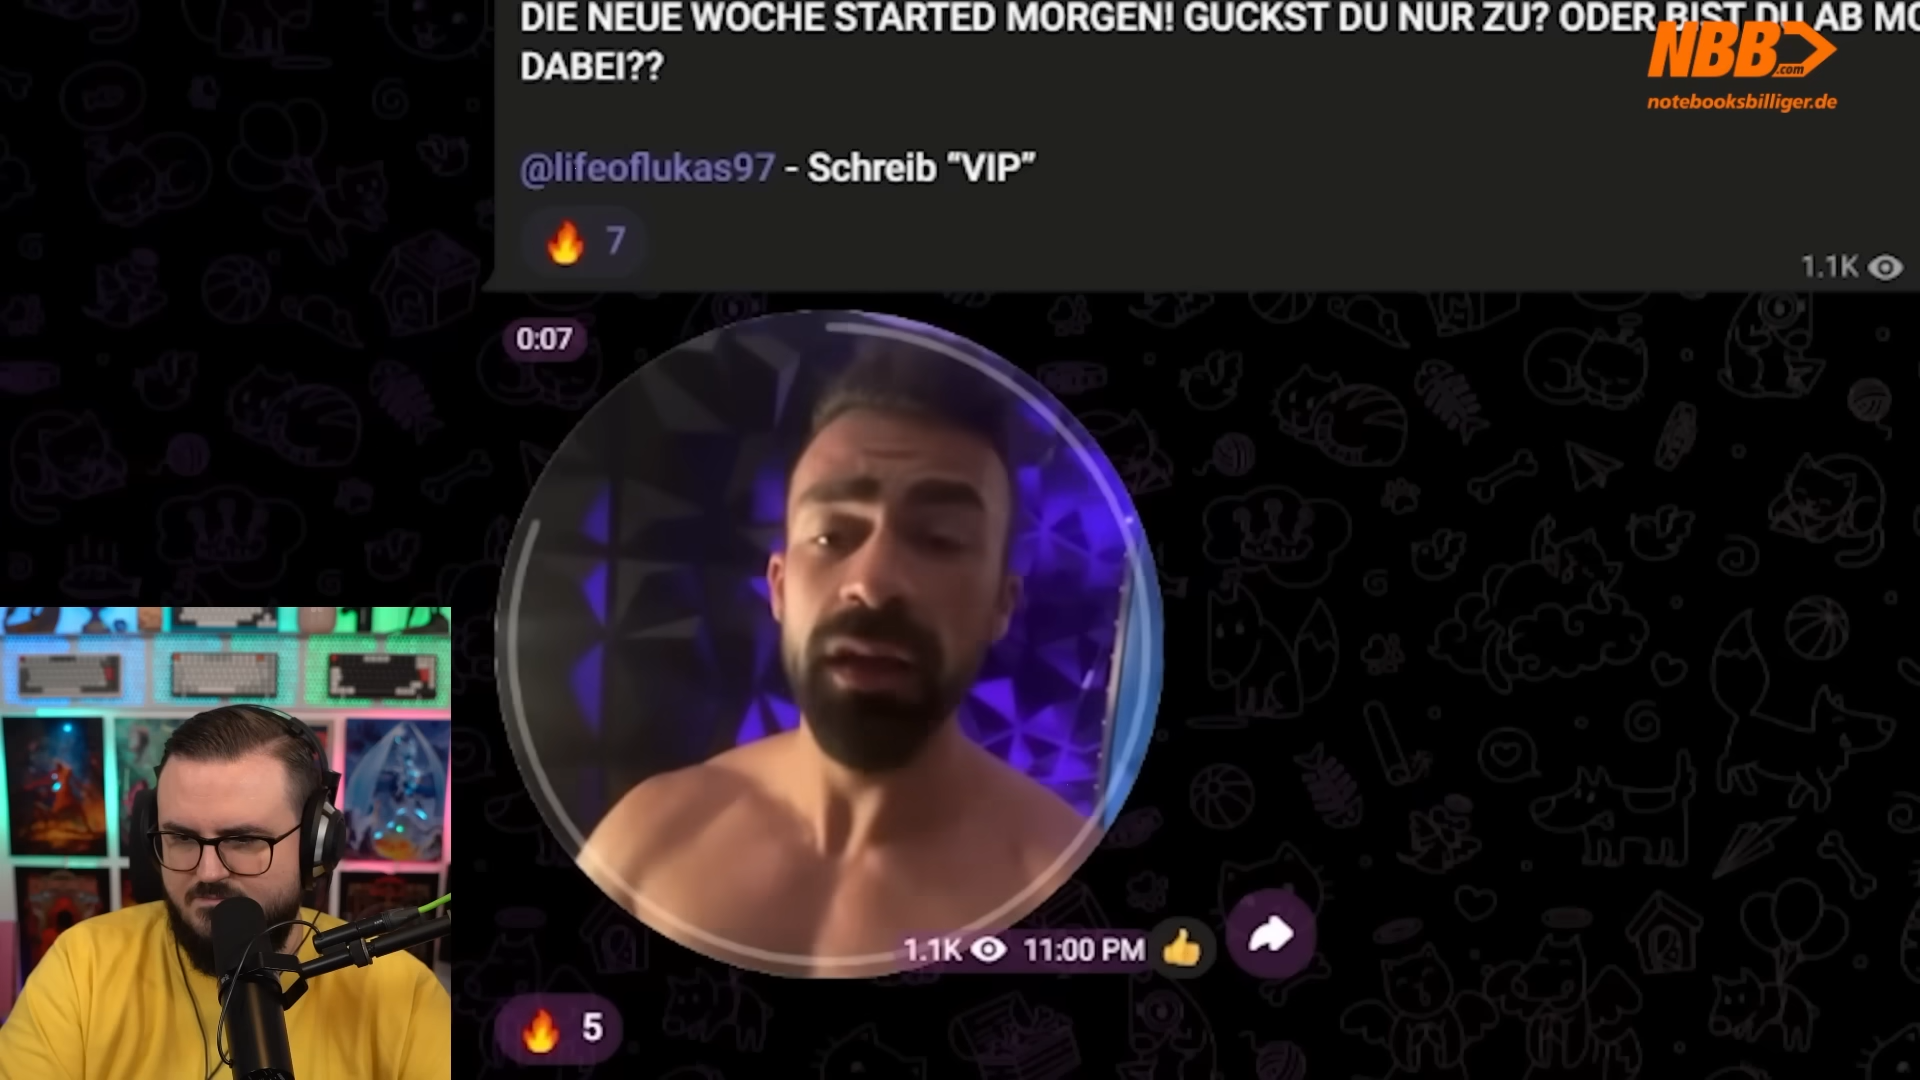 DIE NEUE WOCHE STARTED MORGEN! GUCKST DU NUR ZU? ODER BIST DU AB
DABEI??
NBB
.com
notebooksbilliger.de
@lifeoflukas97 - Schreib "VIP"
🔥 7
1.1K
0:07
1.1K 11:00 PM 👍
🔥 5